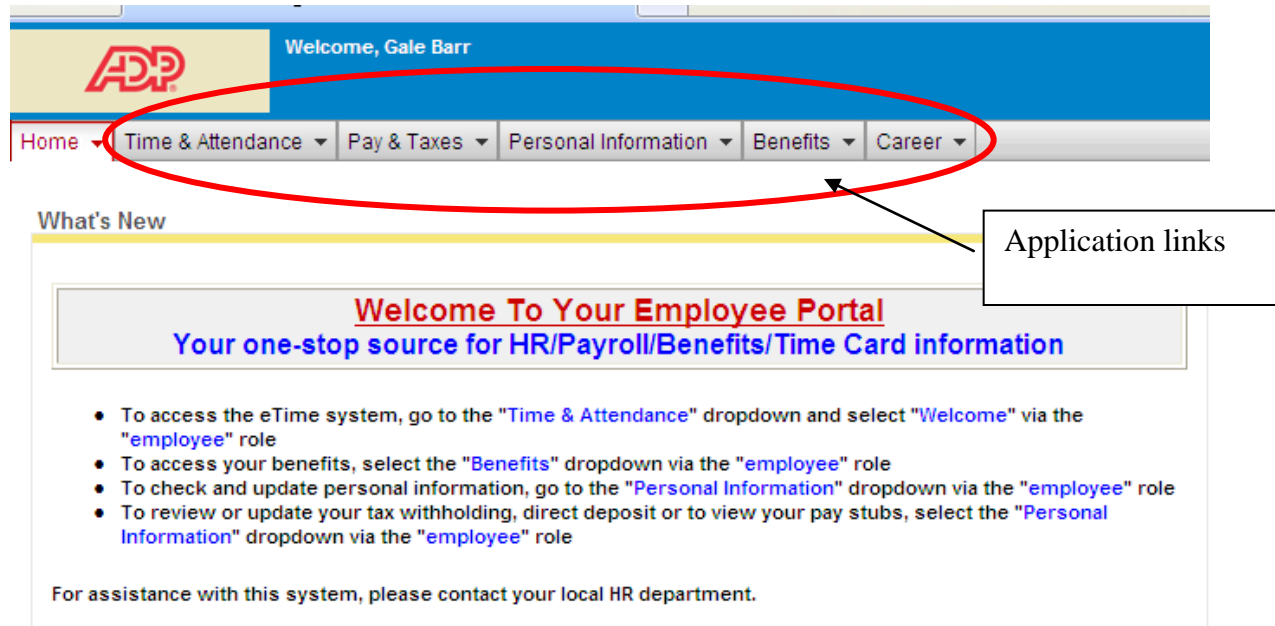 ADP
Welcome, Gale Barr
Home Time & Attendance Pay & Taxes Personal Information Benefits Career
What's New
Application links
Welcome To Your Employee Portal
Your one-stop source for HR/Payroll/Benefits/Time Card information
• To access the eTime system, go to the "Time & Attendance" dropdown and select "Welcome" via the
"employee" role
• To access your benefits, select the "Benefits" dropdown via the "employee" role
• To check and update personal information, go to the "Personal Information" dropdown via the "employee" role
• To review or update your tax withholding, direct deposit or to view your pay stubs, select the "Personal
Information" dropdown via the "employee" role
For assistance with this system, please contact your local HR department.